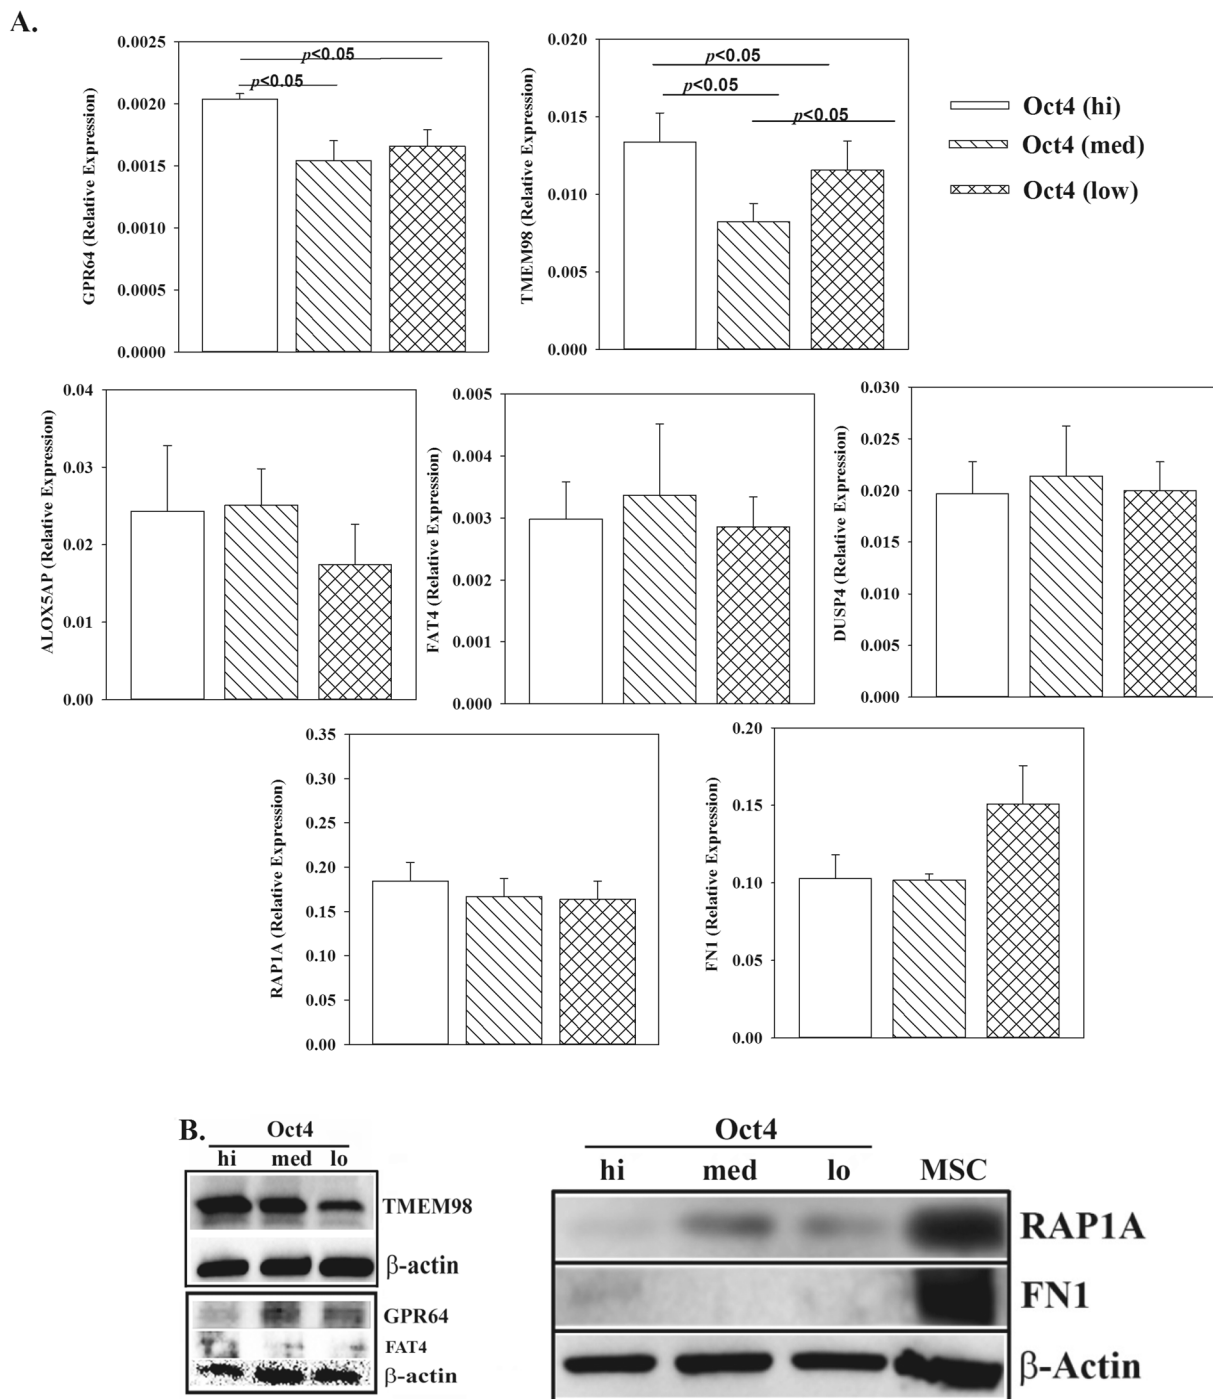 A.
GPR64 (Relative Expression)
0.0025
0.0020
0.0015
0.0010
0.0005
0.0000
p<0.05
p<0.05
TMEM98 (Relative Expression)
0.020
0.015
0.010
0.005
0.000
p<0.05
p<0.05
p<0.05
Oct4 (hi)
Oct4 (med)
Oct4 (low)
ALOX5AP (Relative Expression)
0.04
0.03
0.02
0.01
0.00
FAT4 (Relative Expression)
0.005
0.004
0.003
0.002
0.001
0.000
DUSP4 (Relative Expression)
0.030
0.025
0.020
0.015
0.010
0.005
0.000
RAP1A (Relative Expression)
0.35
0.30
0.25
0.20
0.15
0.10
0.05
0.00
FN1 (Relative Expression)
0.20
0.15
0.10
0.05
0.00
B.
Oct4
hi med lo
TMEM98
β-actin
GPR64
FAT4
β-actin
Oct4
hi med lo MSC
RAP1A
FN1
β-Actin